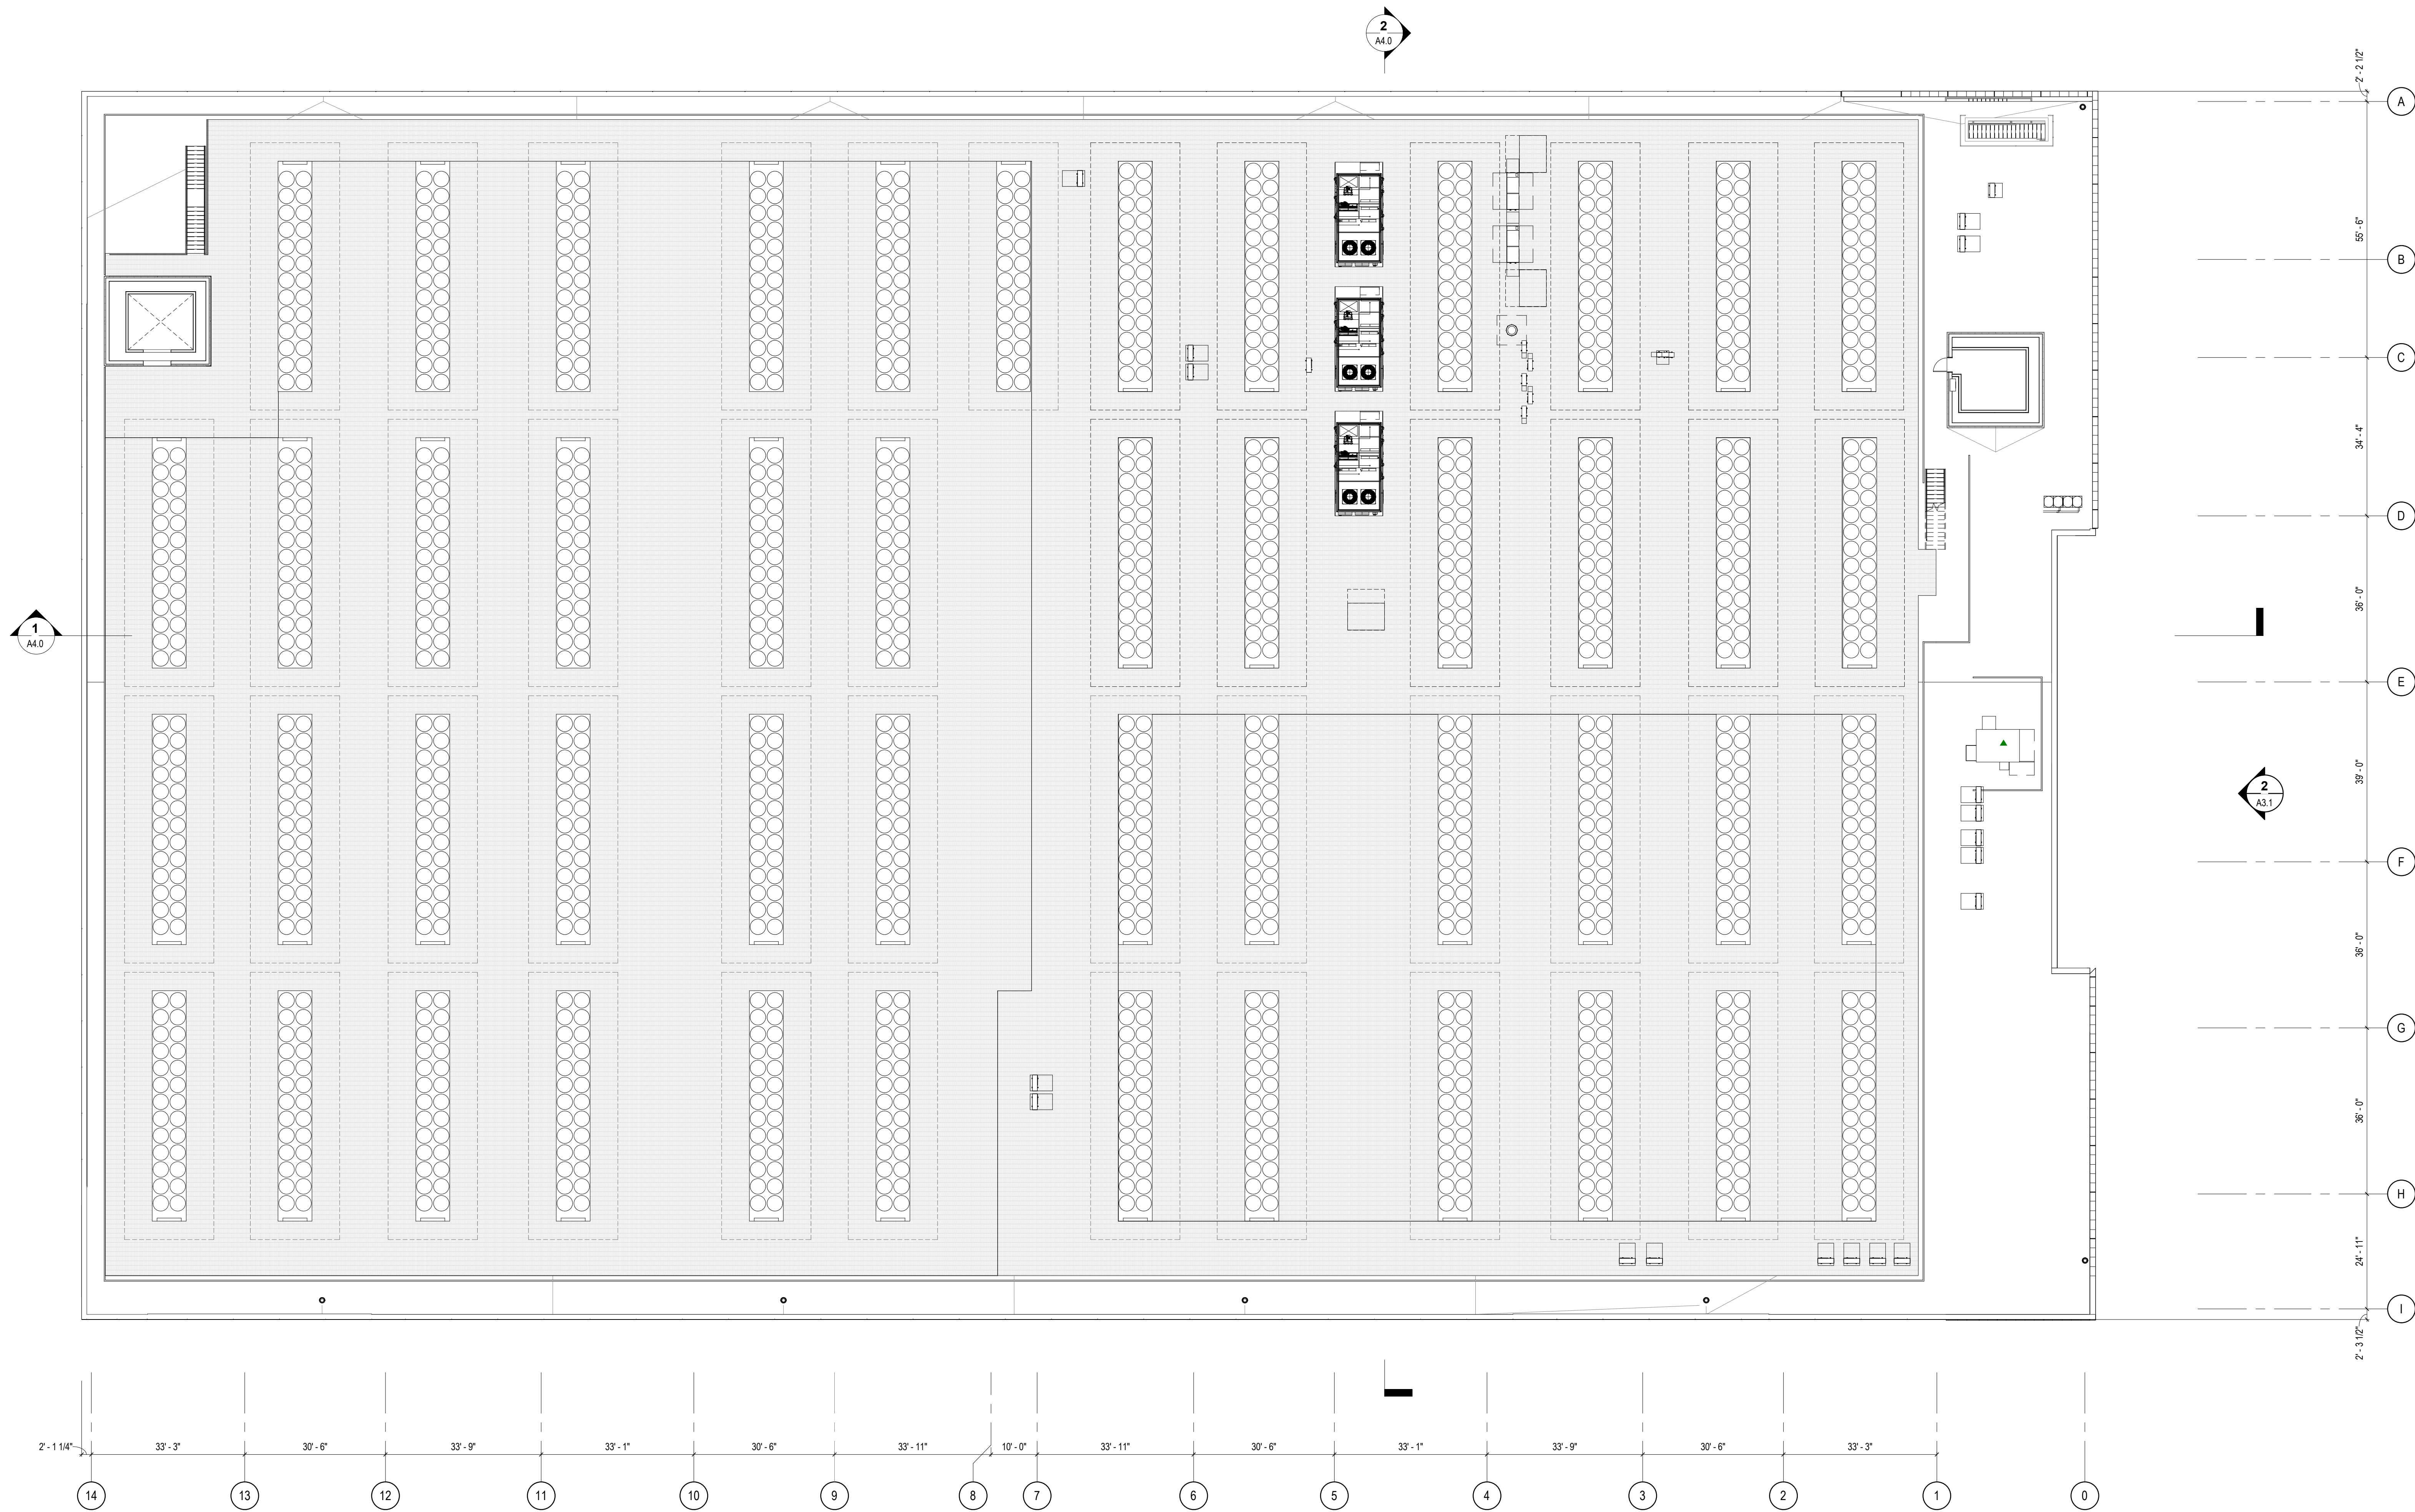 2
A4.0
2' - 2 1/2"
A
55' - 6"
B
C
34' - 4"
D
36' - 0"
1
A4.0
E
39' - 0"
2
A3.1
F
36' - 0"
G
36' - 0"
H
24' - 11"
I
2' - 3 1/2"
2' - 1 1/4"
33' - 3"
30' - 6"
33' - 9"
33' - 1"
30' - 6"
33' - 11"
10' - 0"
33' - 11"
30' - 6"
33' - 1"
33' - 9"
30' - 6"
33' - 3"
14
13
12
11
10
9
8
7
6
5
4
3
2
1
0